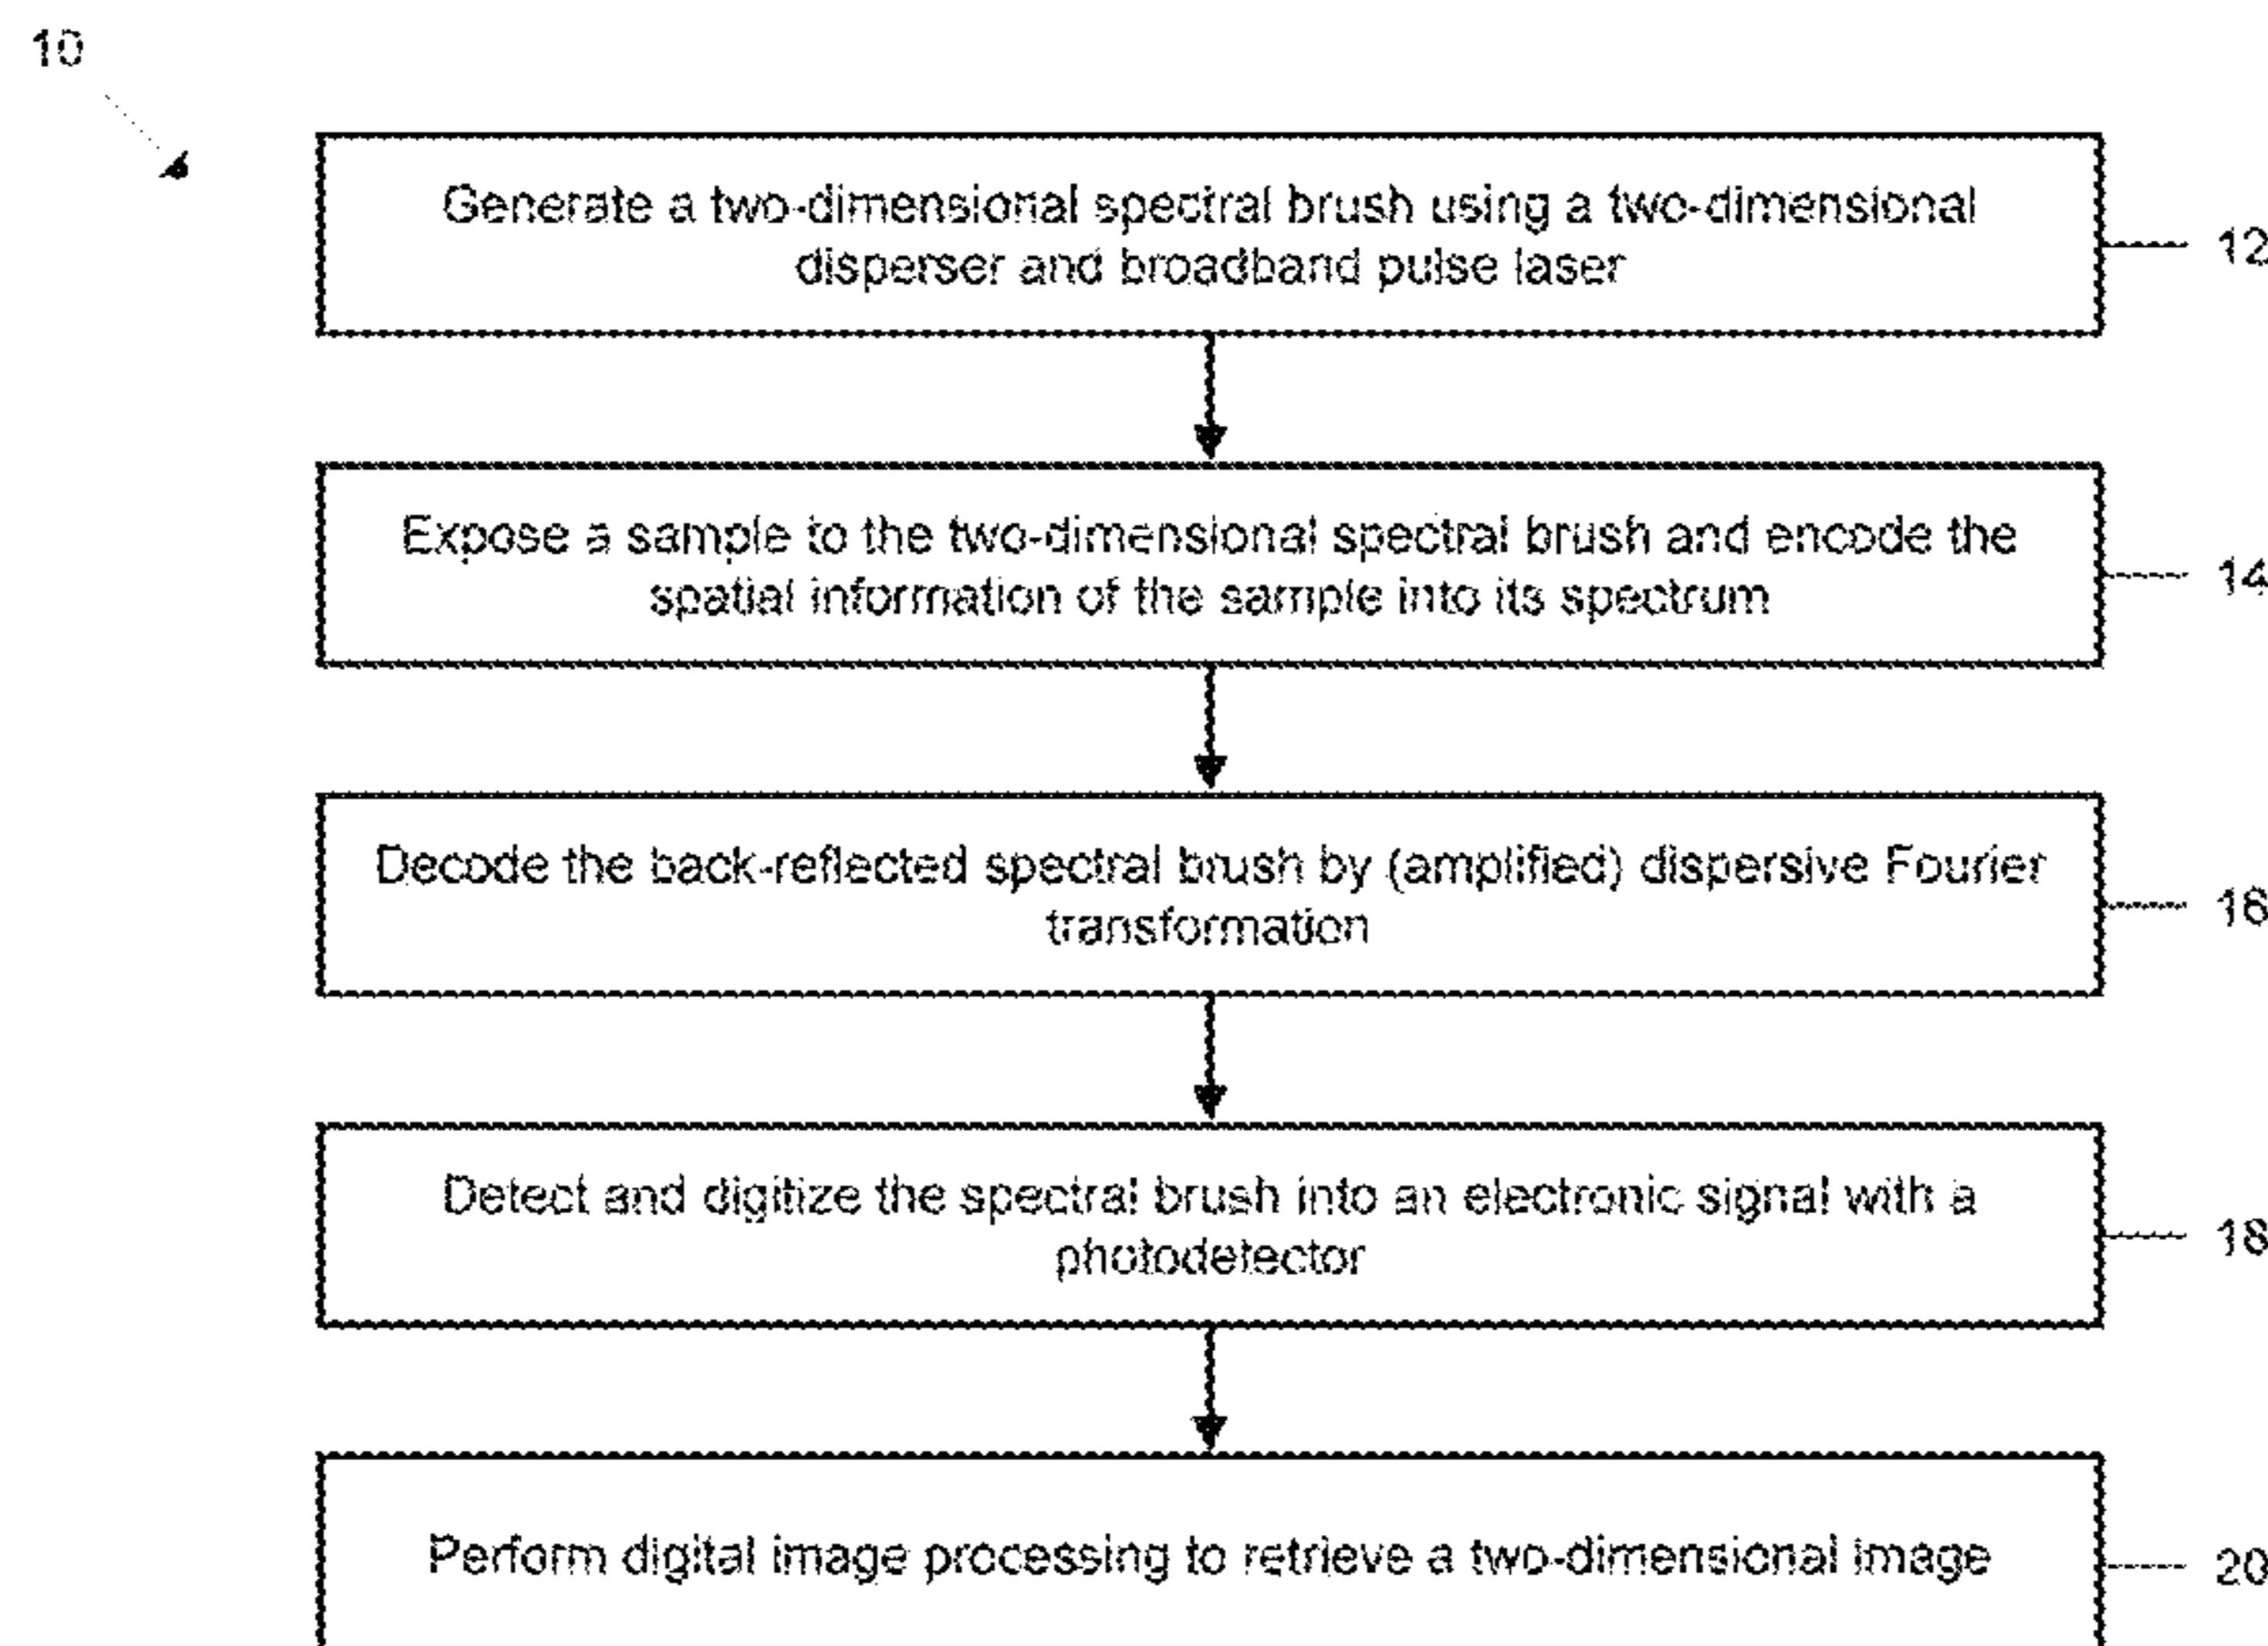 10
Generate a two-dimensional spectral brush using a two-dimensional
disperser and broadband pulse laser
12
Expose a sample to the two-dimensional spectral brush and encode the
spatial information of the sample into its spectrum
14
Decode the back-reflected spectral brush by (amplified) dispersive Fourier
transformation
16
Detect and digitize the spectral brush into an electronic signal with a
photodetector
18
Perform digital image processing to retrieve a two-dimensional image
20